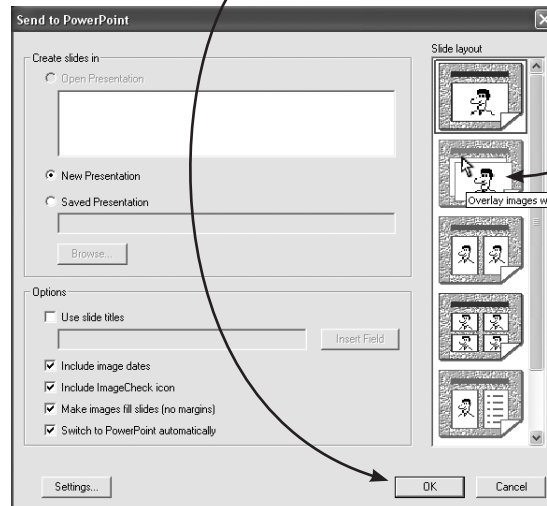 Send to PowerPoint
Create slides in
Open Presentation
New Presentation
Saved Presentation
Browse...
Options
Use slide titles
Insert Field
Include image dates
Include ImageCheck icon
Make images fill slides (no margins)
Switch to PowerPoint automatically
Settings...
Slide layout
Overlay images w
OK
Cancel